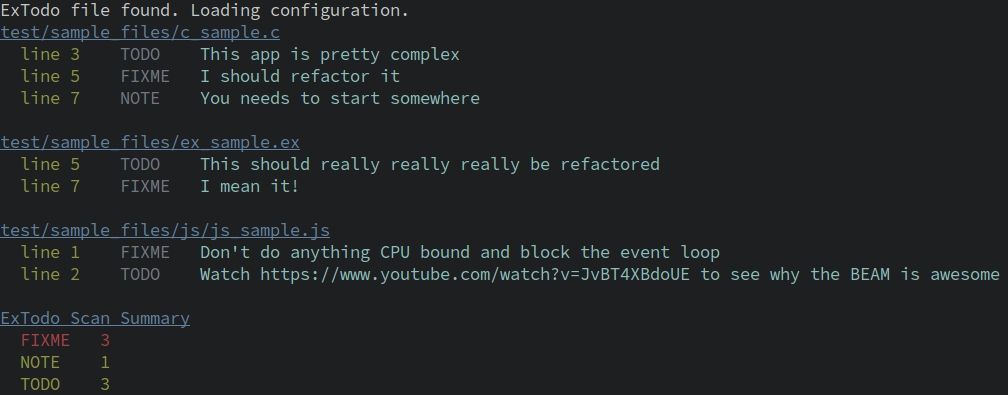 ExTodo file found. Loading configuration.
test/sample_files/c_sample.c
line 3 TODO This app is pretty complex
line 5 FIXME I should refactor it
line 7 NOTE You needs to start somewhere
test/sample_files/ex_sample.ex
line 5 TODO This should really really really be refactored
line 7 FIXME I mean it!
test/sample_files/js/js_sample.js
line 1 FIXME Don't do anything CPU bound and block the event loop
line 2 TODO Watch https://www.youtube.com/watch?v=JvBT4XBdoUE to see why the BEAM is awesome
ExTodo Scan Summary
FIXME 3
NOTE 1
TODO 3